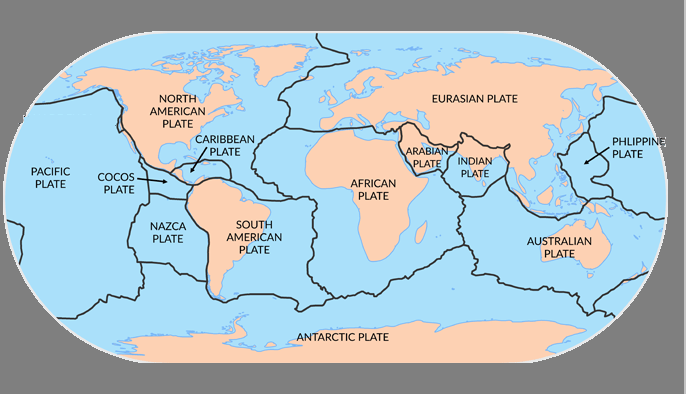 NORTH
AMERICAN
PLATE
EURASIAN PLATE
CARIBBEAN
PLATE
PHLIPPINE
PLATE
ARABIAN
PLATE
INDIAN
PLATE
PACIFIC
PLATE
COCOS
PLATE
AFRICAN
PLATE
NAZCA
PLATE
SOUTH
AMERICAN
PLATE
AUSTRALIAN
PLATE
ANTARCTIC PLATE